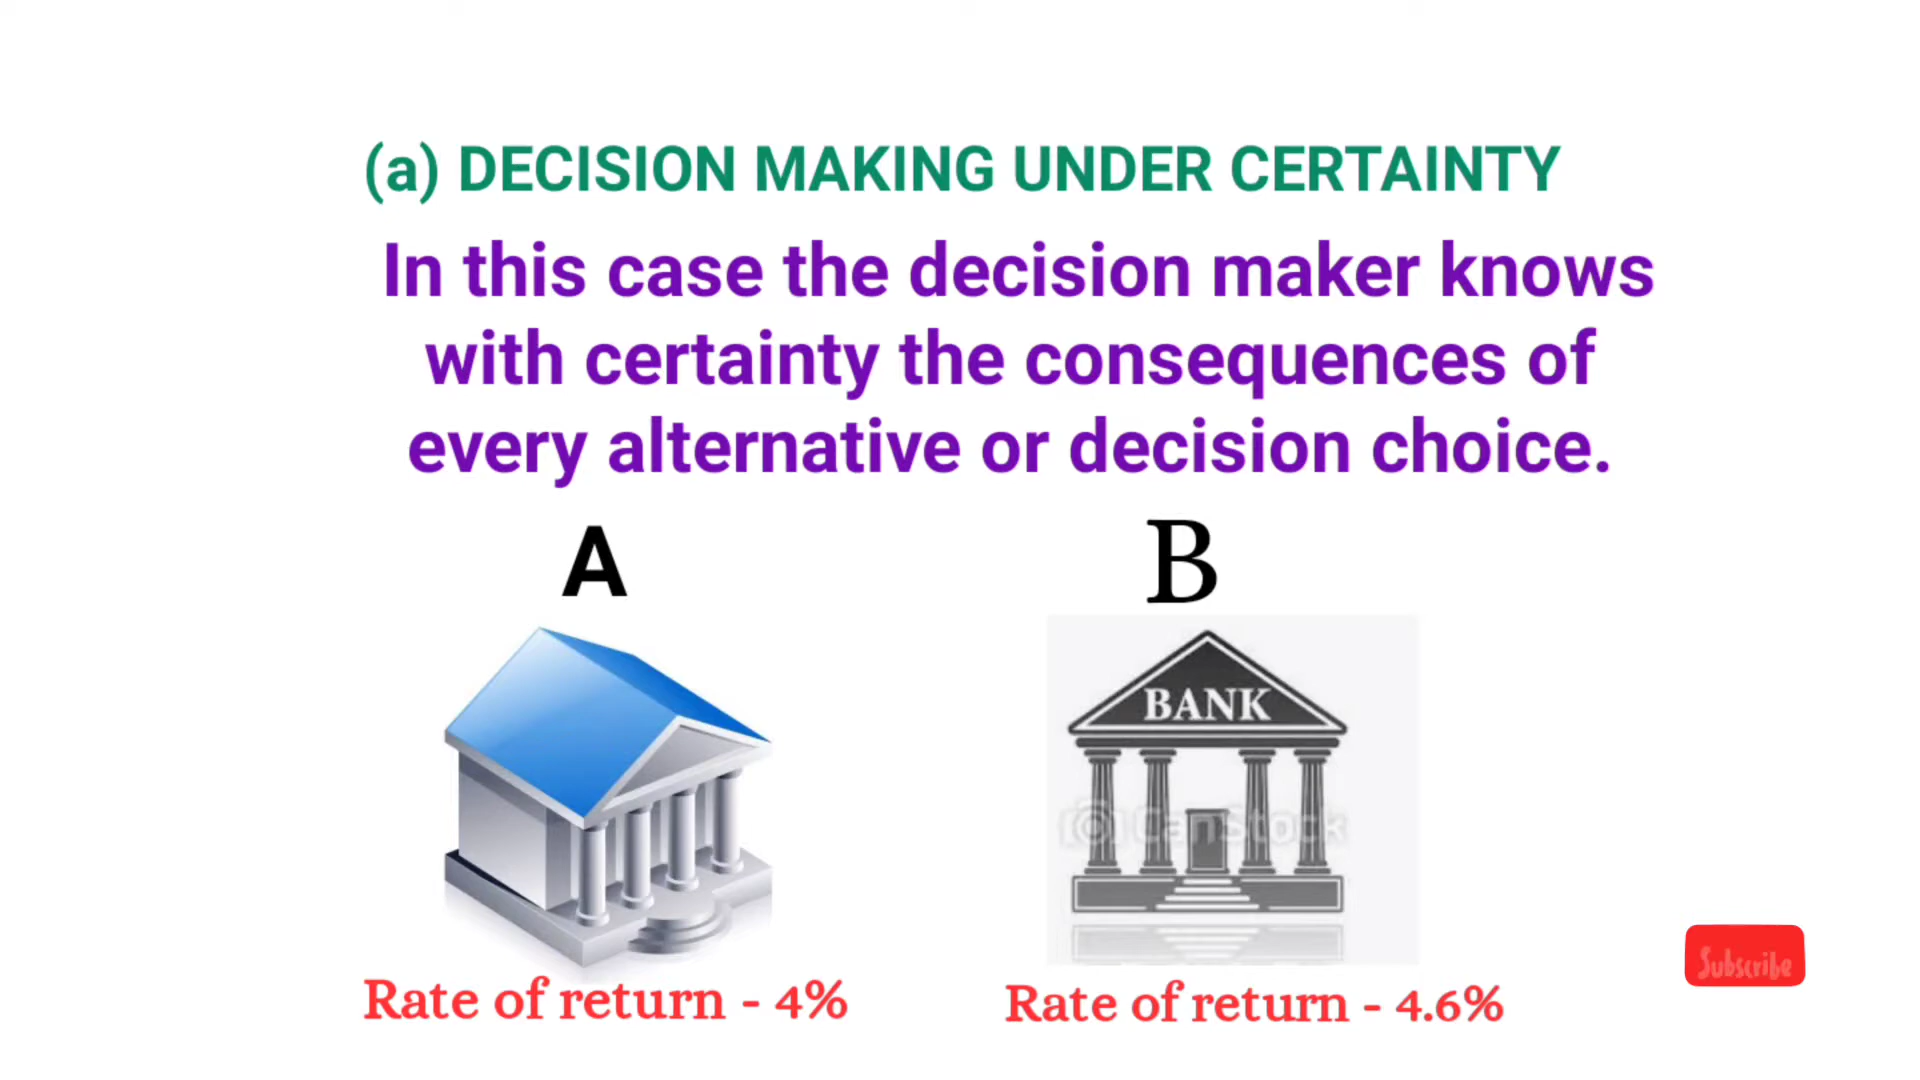 (a) DECISION MAKING UNDER CERTAINTY
In this case the decision maker knows
with certainty the consequences of
every alternative or decision choice.
A
B
BANK
CanStock
Rate of return - 4%
Rate of return - 4.6%
Subscribe